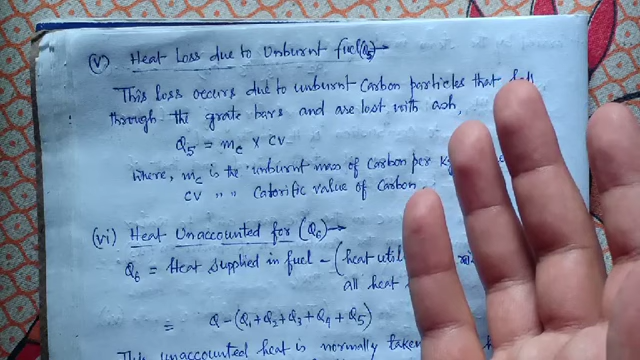 (v) Heat Loss due to Unburnt fuel (Q5) →
This loss occurs due to unburnt Carbon particles that
through the grate bars and are lost with ash,
Q5 = mc × CV
where, mc is the unburnt mass of Carbon per
CV ,, ,, Calorific value of Carbon.
(vi) Heat Unaccounted for (Q6) →
Q6 = Heat supplied in fuel - (heat
all heat
= Q - (Q1 + Q2 + Q3 + Q4 + Q5)
This unaccounted heat is normally taken